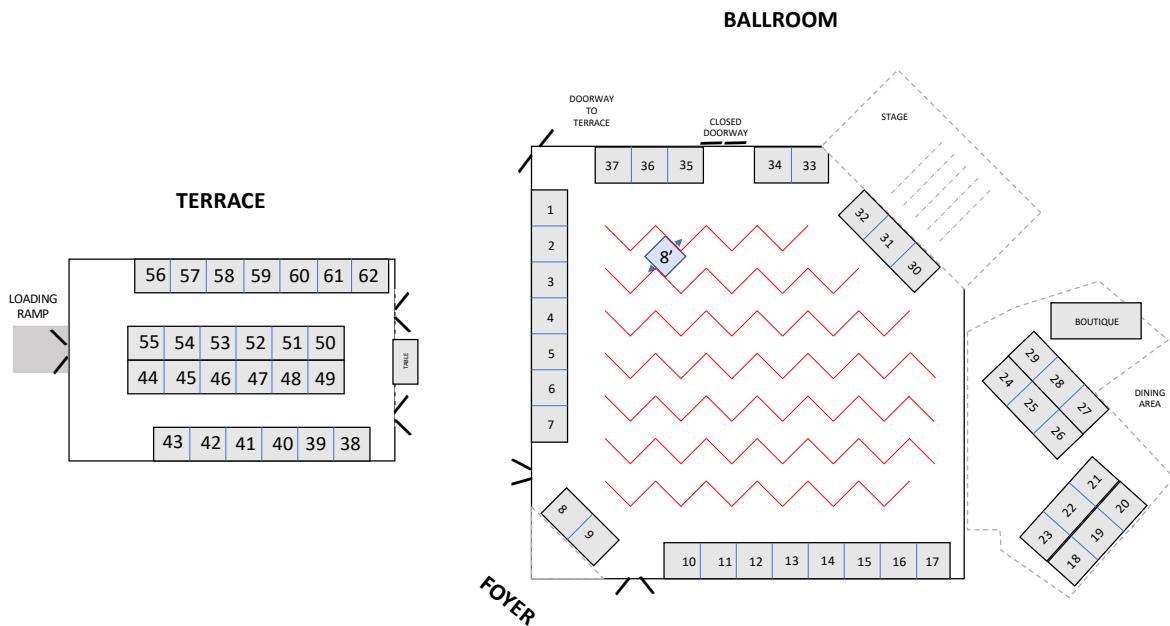 BALLROOM
DOORWAY
TO
TERRACE
CLOSED
DOORWAY
STAGE
37 36 35
34 33
TERRACE
1
2
3
4
5
6
7
32
31
30
8'
56 57 58 59 60 61 62
LOADING
RAMP
55 54 53 52 51 50
44 45 46 47 48 49
TABLE
43 42 41 40 39 38
BOUTIQUE
29
28
27
24
25
26
DINING
AREA
21
22
23
20
19
18
8
9
10 11 12 13 14 15 16 17
FOYER